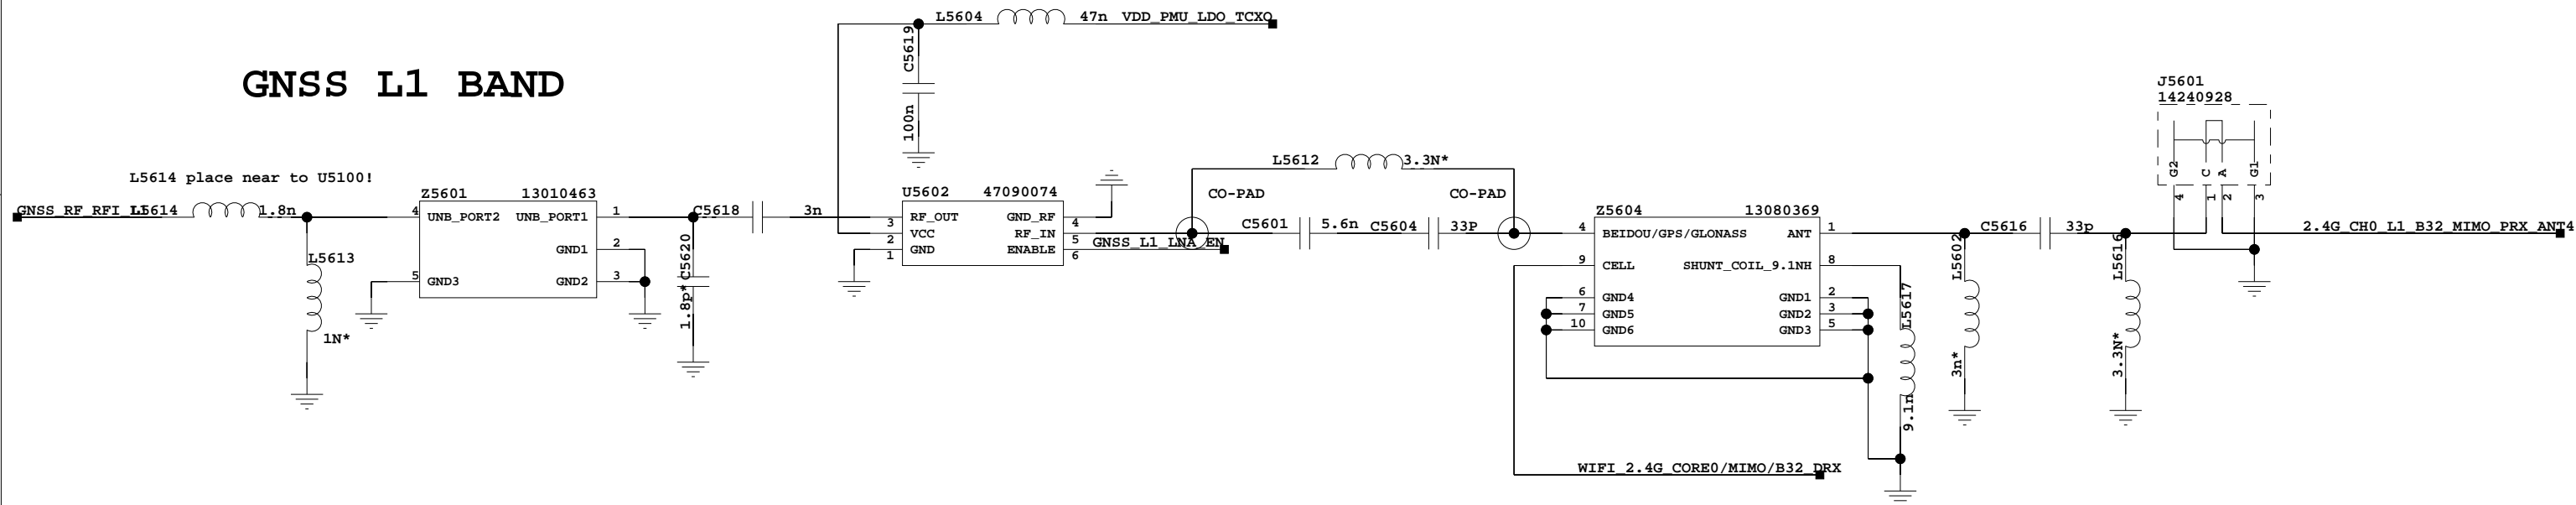 L5604 47n VDD_PMU_LDO_TCXO
C5619
100n
GNSS L1 BAND
J5601
14240928
G2 C A G1
4 1 2 3
L5614 place near to U5100!
GNSS_RF_RFI_L1 L5614 1.8n
L5613
1N*
Z5601 13010463
4 UNB_PORT2 UNB_PORT1 1
GND1 2
5 GND3 GND2 3
C5618 3n
C5620
1.8p*
U5602 47090074
3 RF_OUT GND_RF 4
2 VCC RF_IN 5
1 GND ENABLE 6
GNSS_L1_LNA_EN
L5612 3.3N*
CO-PAD CO-PAD
C5601 5.6n C5604 33P
Z5604 13080369
4 BEIDOU/GPS/GLONASS ANT 1
9 CELL SHUNT_COIL_9.1NH 8
6 GND4 GND1 2
7 GND5 GND2 3
10 GND6 GND3 5
L5617
9.1n
L5602
3n*
C5616 33p
L5616
3.3N*
2.4G_CH0_L1_B32_MIMO_PRX_ANT4
WIFI_2.4G_CORE0/MIMO/B32_DRX